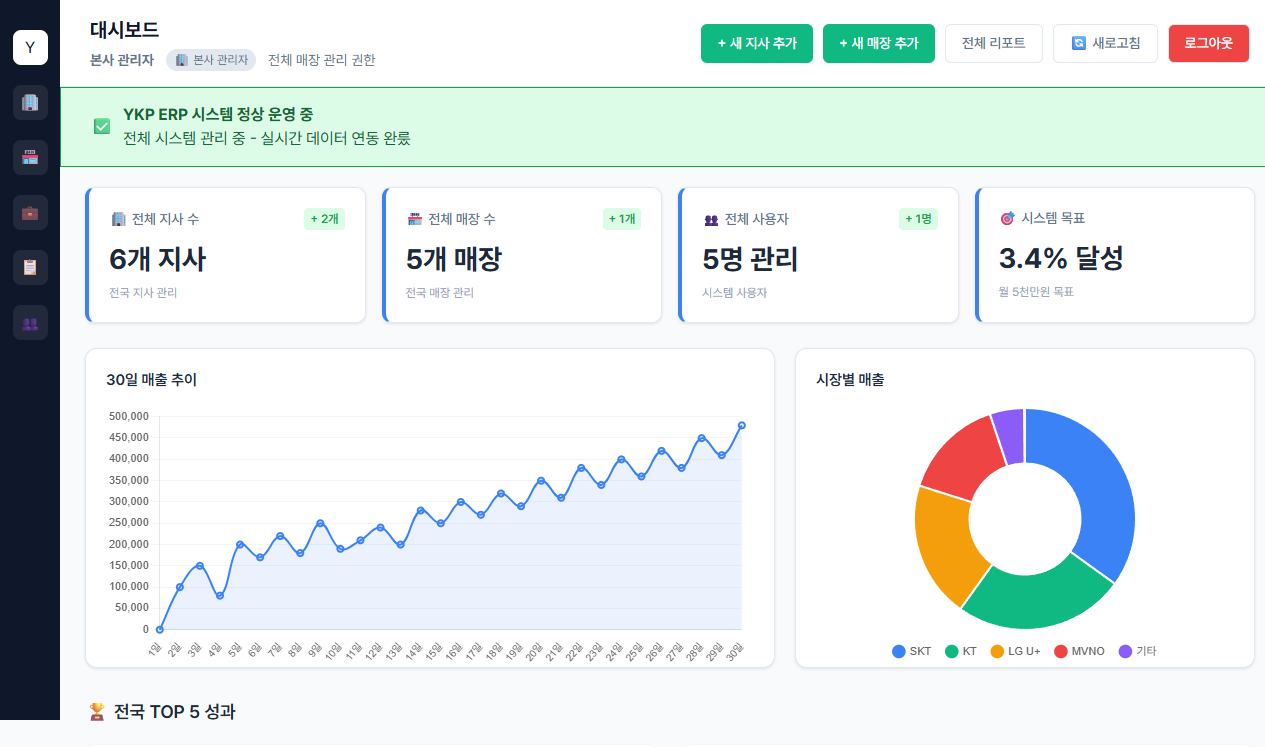 Y
대시보드
본사 관리자 본사 관리자 전체 매장 관리 권한
+ 새 지사 추가
+ 새 매장 추가
전체 리포트
새로고침
로그아웃
YKP ERP 시스템 정상 운영 중
전체 시스템 관리 중 - 실시간 데이터 연동 완료
전체 지사 수 + 2개
6개 지사
전국 지사 관리
전체 매장 수 + 1개
5개 매장
전국 매장 관리
전체 사용자 + 1명
5명 관리
시스템 사용자
시스템 목표
3.4% 달성
월 5천만원 목표
30일 매출 추이
500,000
450,000
400,000
350,000
300,000
250,000
200,000
150,000
100,000
50,000
0
1일 2일 3일 4일 5일 6일 7일 8일 9일 10일 11일 12일 13일 14일 15일 16일 17일 18일 19일 20일 21일 22일 23일 24일 25일 26일 27일 28일 29일 30일
시장별 매출
SKT KT LG U+ MVNO 기타
전국 TOP 5 성과